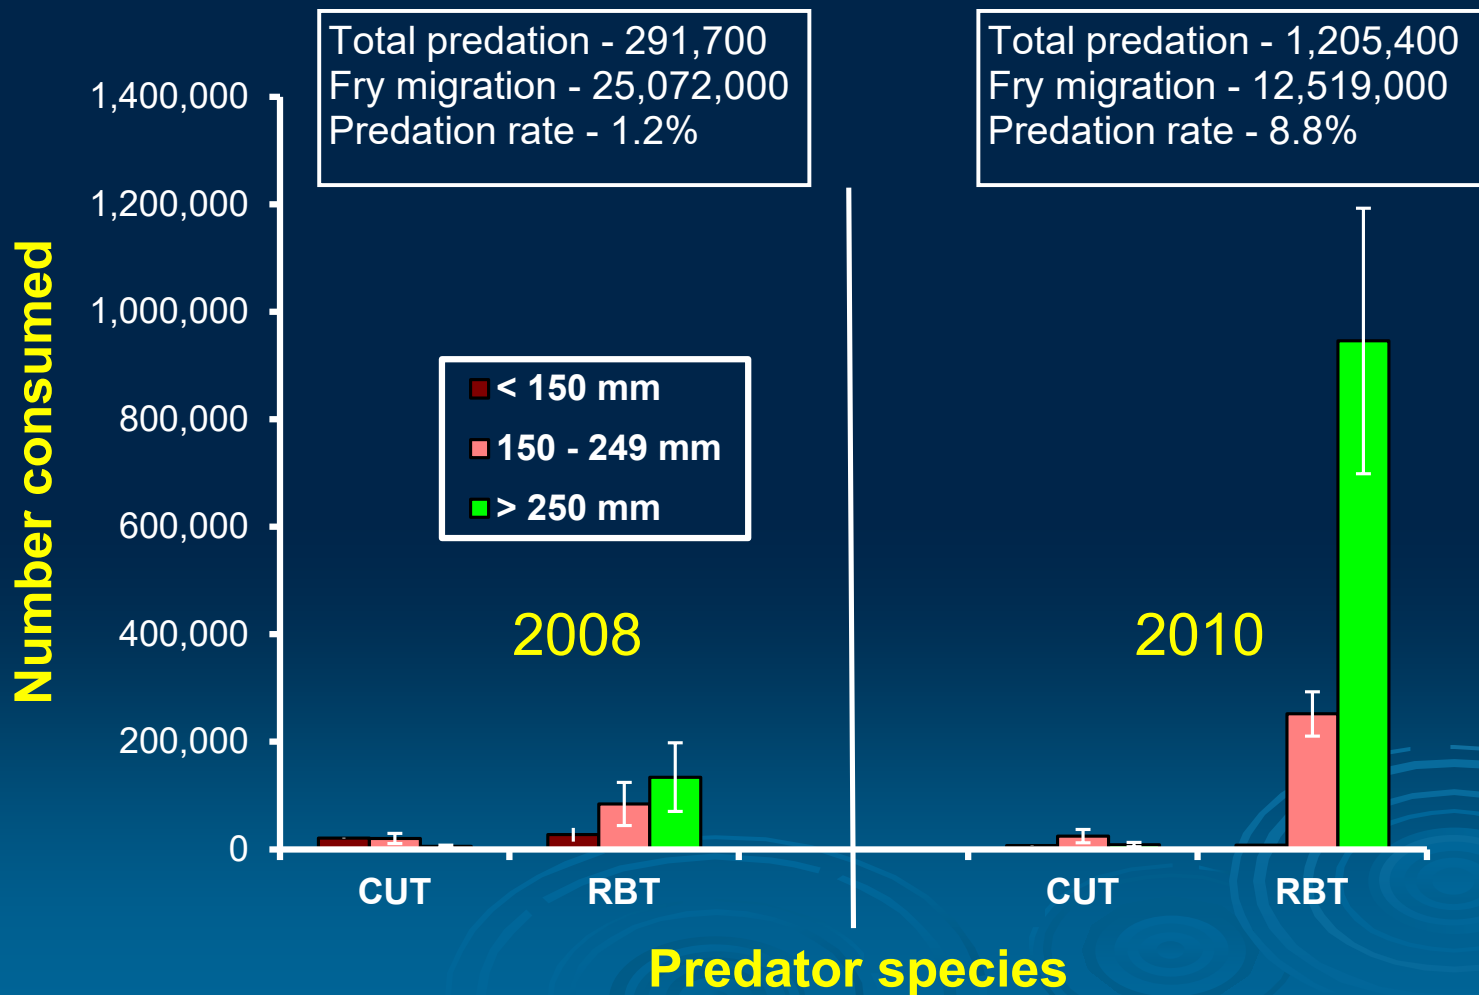 Total predation - 291,700
Fry migration - 25,072,000
Predation rate - 1.2%
Total predation - 1,205,400
Fry migration - 12,519,000
Predation rate - 8.8%
Number consumed
1,400,000
1,200,000
1,000,000
800,000
600,000
400,000
200,000
0
< 150 mm
150 - 249 mm
> 250 mm
2008
2010
CUT
RBT
CUT
RBT
Predator species